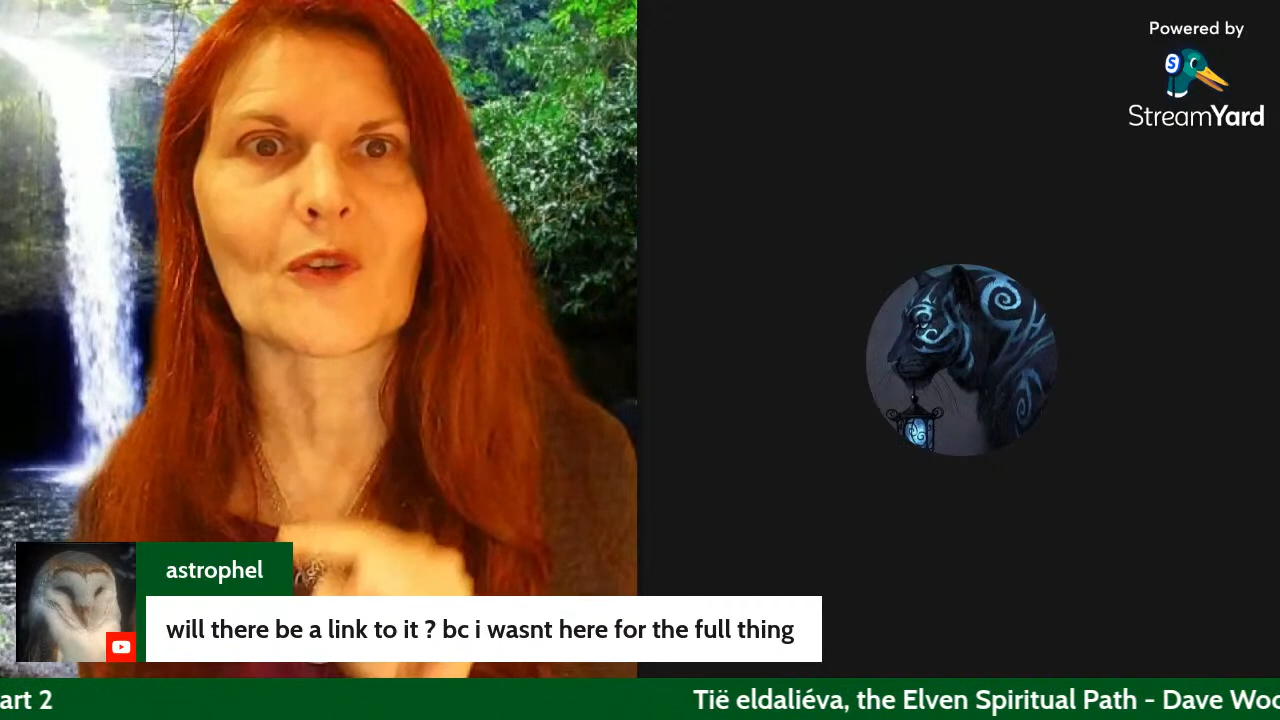 Powered by
S
StreamYard
astrophel
will there be a link to it ? bc i wasnt here for the full thing
art 2
Tië eldaliéva, the Elven Spiritual Path - Dave Woo